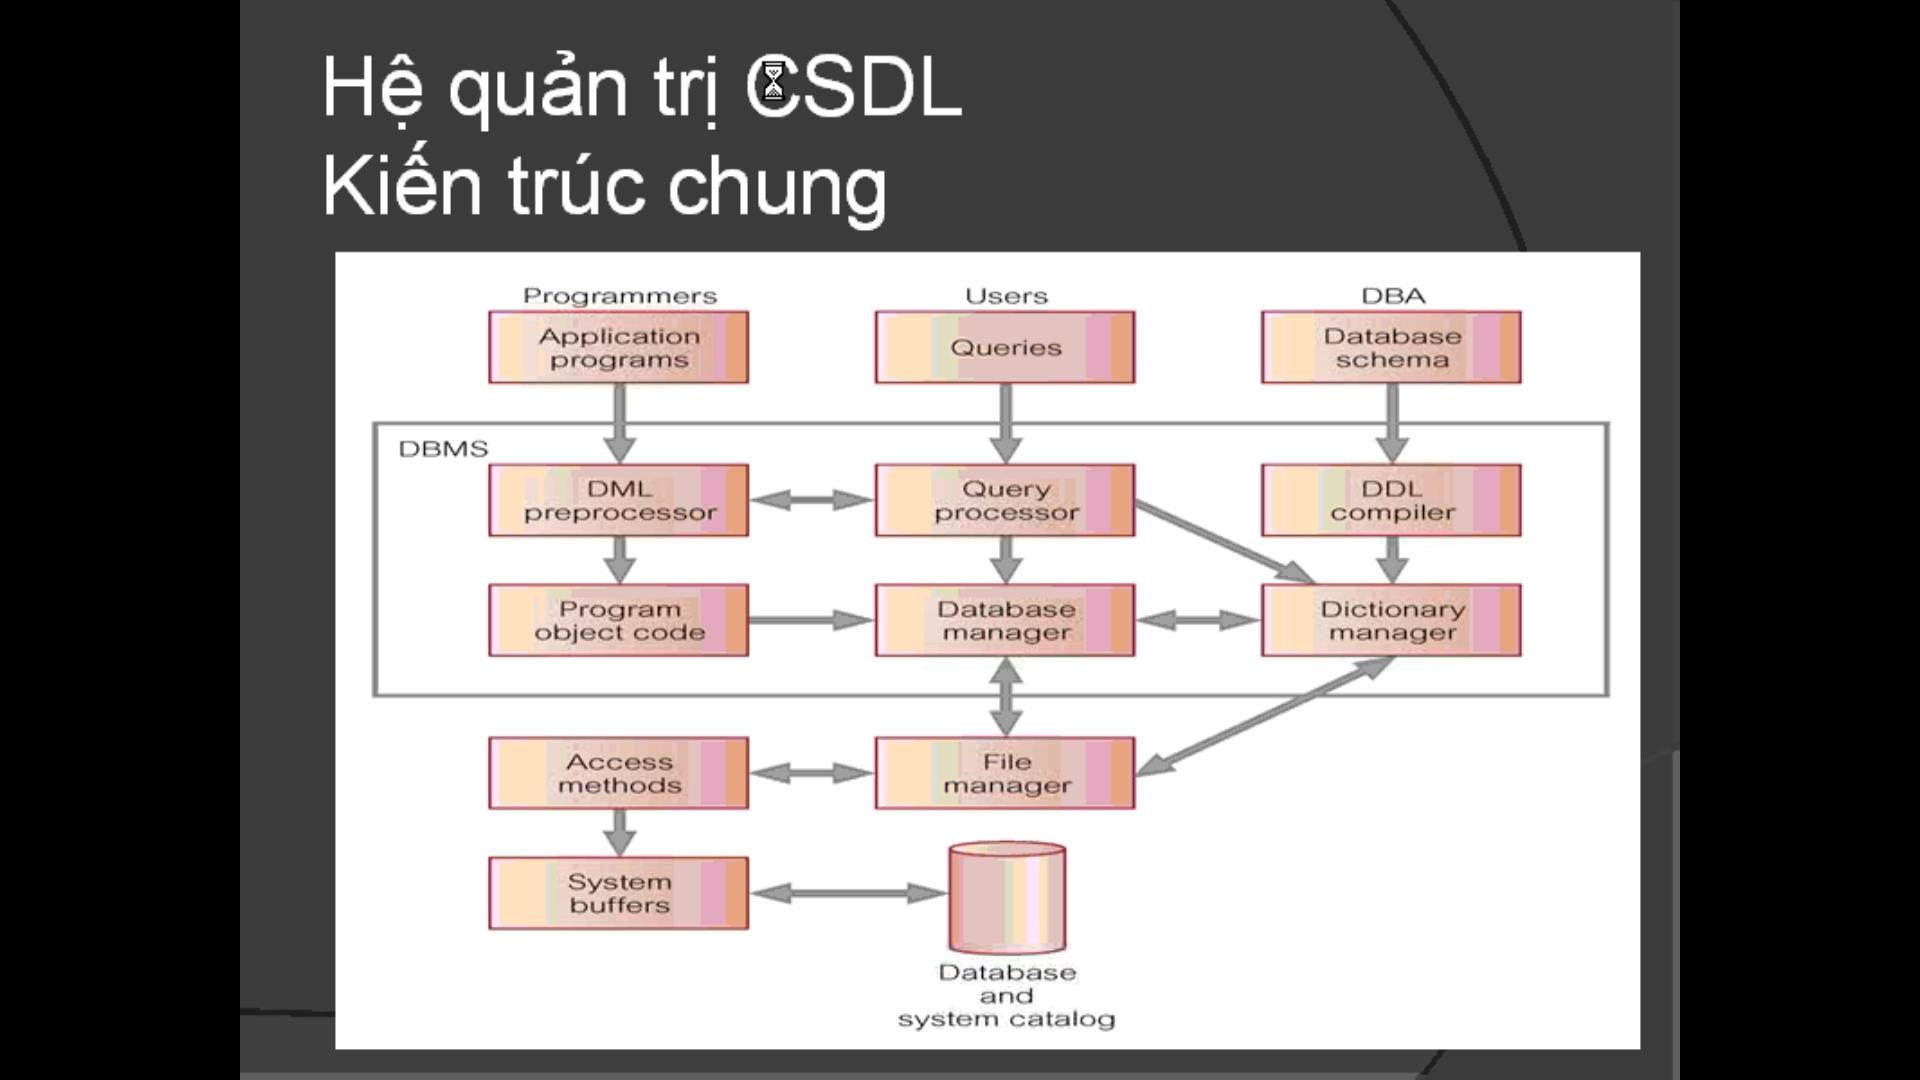 Hệ quản trị CSDL
Kiến trúc chung
Programmers
Users
DBA
Application
programs
Queries
Database
schema
DBMS
DML
preprocessor
Query
processor
DDL
compiler
Program
object code
Database
manager
Dictionary
manager
Access
methods
File
manager
System
buffers
Database
and
system catalog